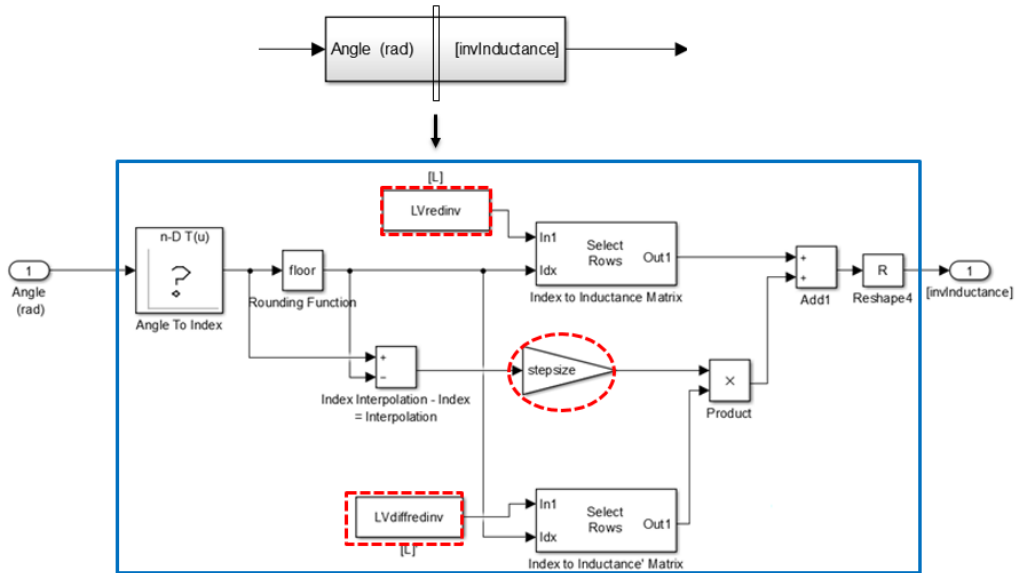 Angle (rad)
[invInductance]
[L]
LVredinv
n-D T(u)
In1
Select
Rows
Out1
Idx
Index to Inductance Matrix
1
Angle
(rad)
Angle To Index
floor
Rounding Function
+
+
Add1
R
Reshape4
1
[invInductance]
+
−
Index Interpolation - Index
= Interpolation
stepsize
×
Product
LVdiffredinv
[L]'
In1
Select
Rows
Out1
Idx
Index to Inductance' Matrix